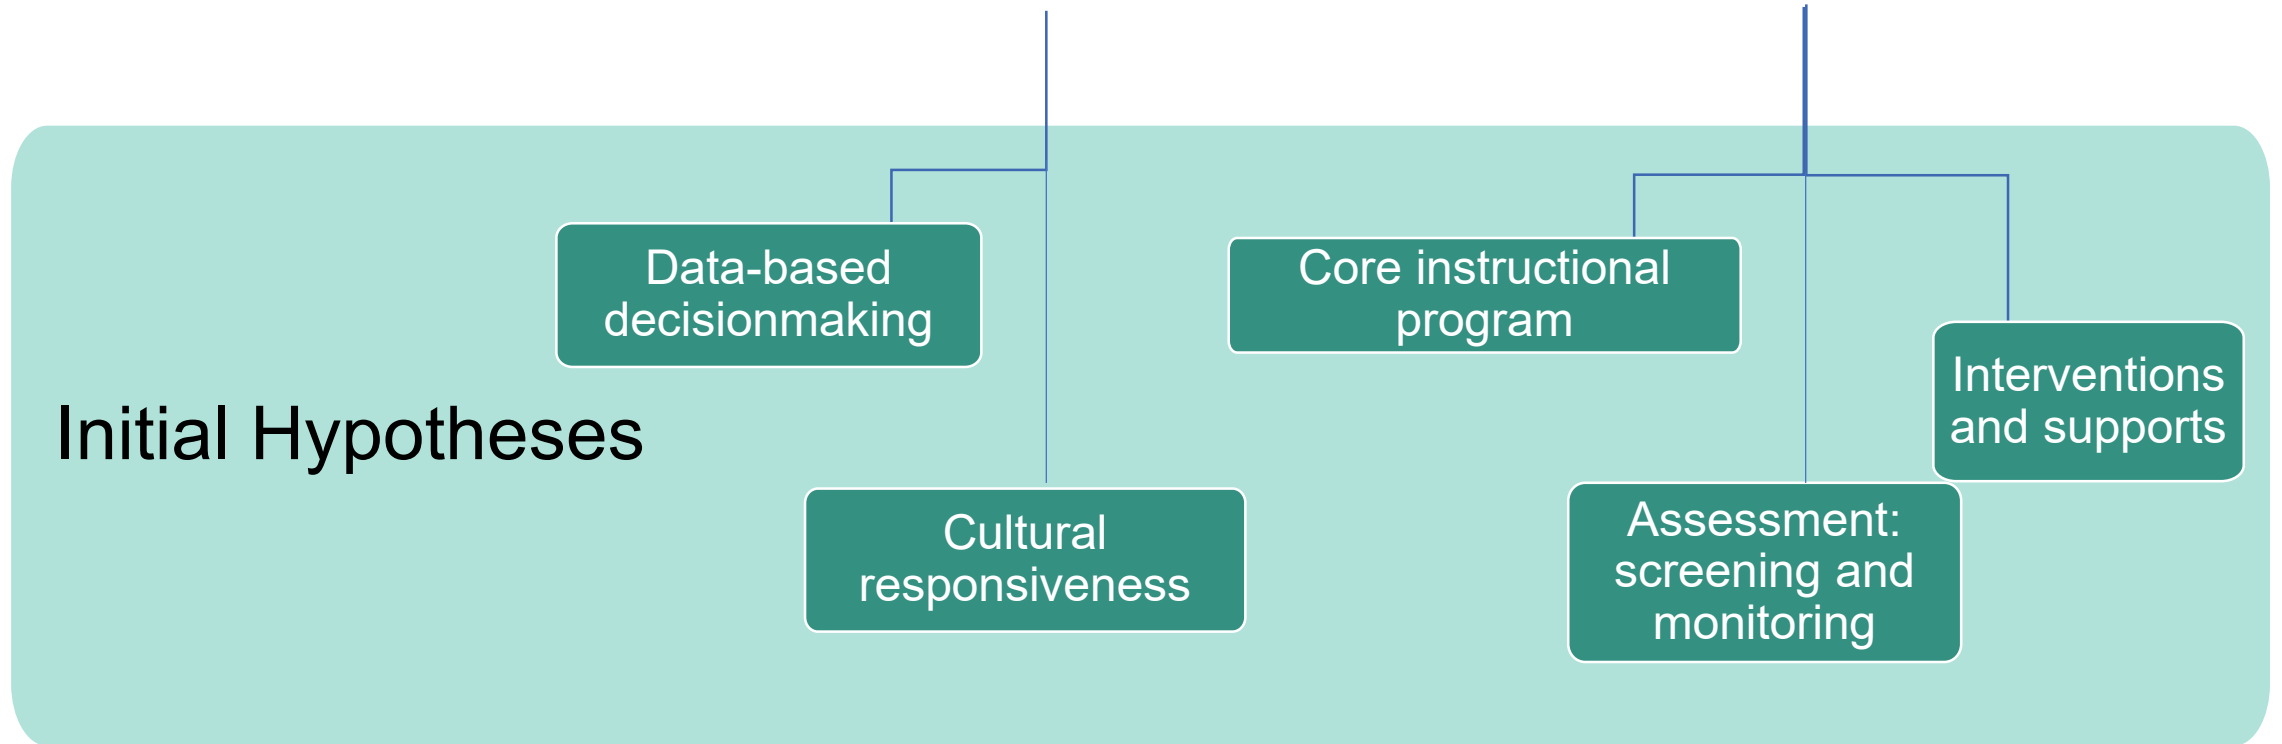 Data-based
decisionmaking
Core instructional
program
Interventions
and supports
Initial Hypotheses
Cultural
responsiveness
Assessment:
screening and
monitoring